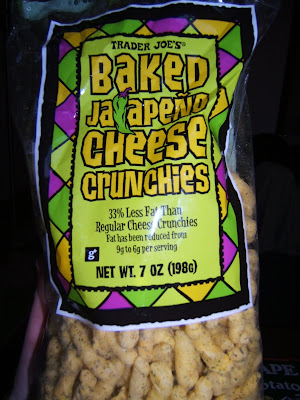 TRADER JOE'S®
BAKED
JALAPEÑO
CHEESE
CRUNCHIES
33% Less Fat Than
Regular Cheese Crunchies
Fat has been reduced from
9g to 6g per serving
g
NET WT. 7 OZ (198G)